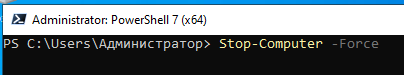 Administrator: PowerShell 7 (x64)
PS C:\Users\Администратор> Stop-Computer -Force